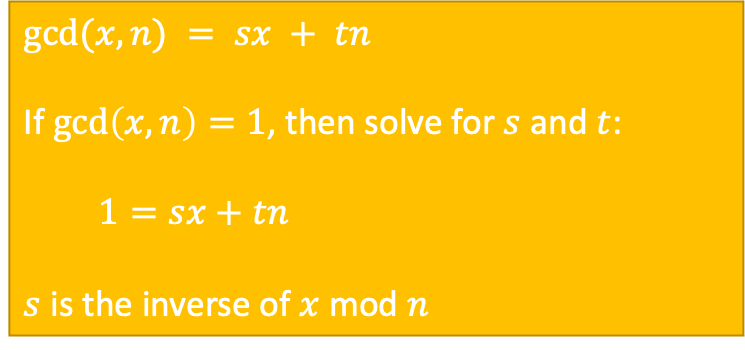 gcd(x, n) = sx + tn
If gcd(x, n) = 1, then solve for s and t:
1 = sx + tn
s is the inverse of x mod n